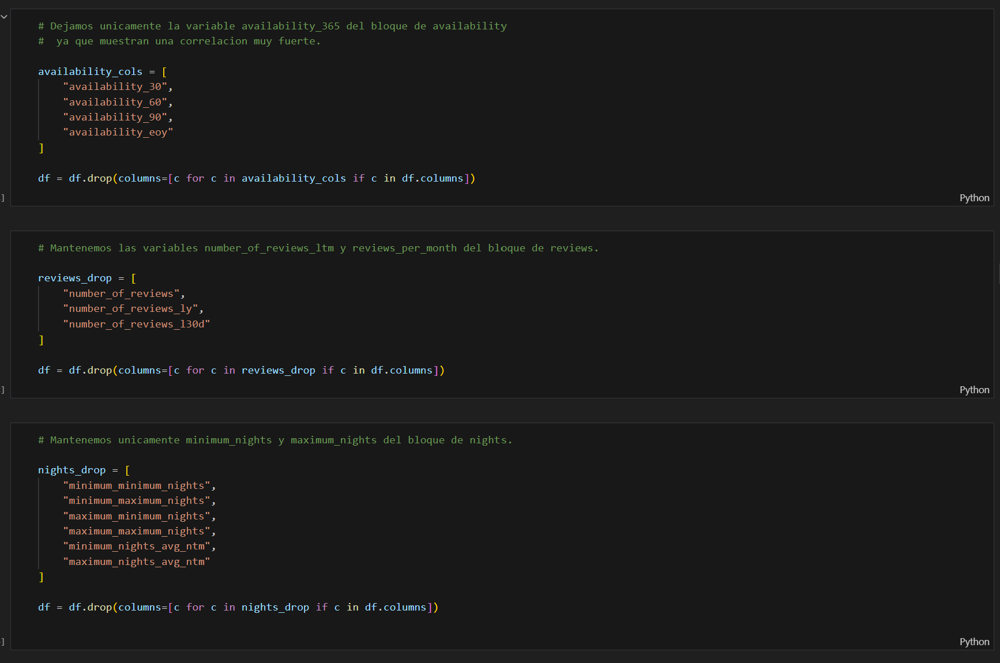 # Dejamos unicamente la variable availability_365 del bloque de availability
#  ya que muestran una correlacion muy fuerte.
availability_cols = [
"availability_30",
"availability_60",
"availability_90",
"availability_eoy"
]
df = df.drop(columns=[c for c in availability_cols if c in df.columns])
]
Python
# Mantenemos las variables number_of_reviews_ltm y reviews_per_month del bloque de reviews.
reviews_drop = [
"number_of_reviews",
"number_of_reviews_ly",
"number_of_reviews_l30d"
]
df = df.drop(columns=[c for c in reviews_drop if c in df.columns])
]
Python
# Mantenemos unicamente minimum_nights y maximum_nights del bloque de nights.
nights_drop = [
"minimum_minimum_nights",
"minimum_maximum_nights",
"maximum_minimum_nights",
"maximum_maximum_nights",
"minimum_nights_avg_ntm",
"maximum_nights_avg_ntm"
]
df = df.drop(columns=[c for c in nights_drop if c in df.columns])
]
Python